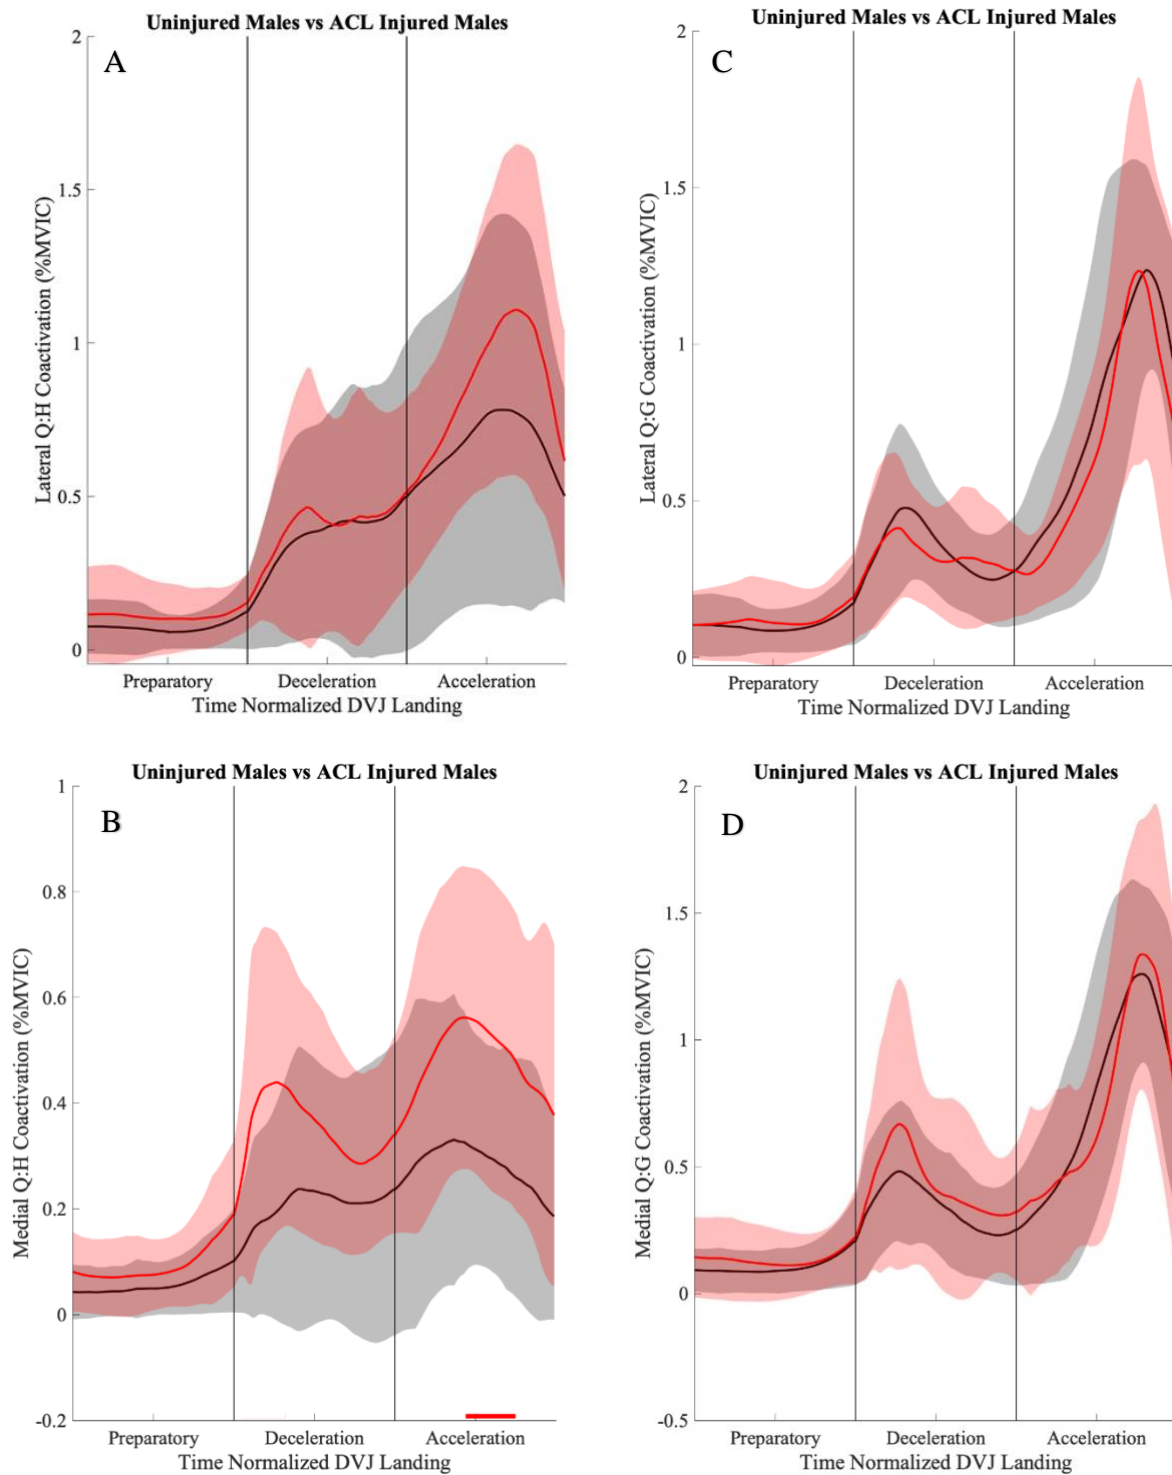 Uninjured Males vs ACL Injured Males
A
2
1.5
1
0.5
0
Lateral Q:H Coactivation (%MVIC)
Preparatory Deceleration Acceleration
Time Normalized DVJ Landing
Uninjured Males vs ACL Injured Males
C
2
1.5
1
0.5
0
Lateral Q:G Coactivation (%MVIC)
Preparatory Deceleration Acceleration
Time Normalized DVJ Landing
Uninjured Males vs ACL Injured Males
B
1
0.8
0.6
0.4
0.2
0
-0.2
Medial Q:H Coactivation (%MVIC)
Preparatory Deceleration Acceleration
Time Normalized DVJ Landing
Uninjured Males vs ACL Injured Males
D
2
1.5
1
0.5
0
-0.5
Medial Q:G Coactivation (%MVIC)
Preparatory Deceleration Acceleration
Time Normalized DVJ Landing